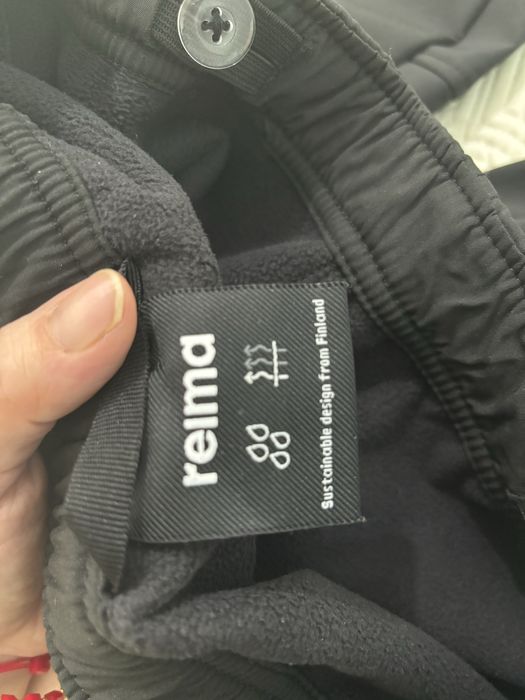 reima
Sustainable design from Finland